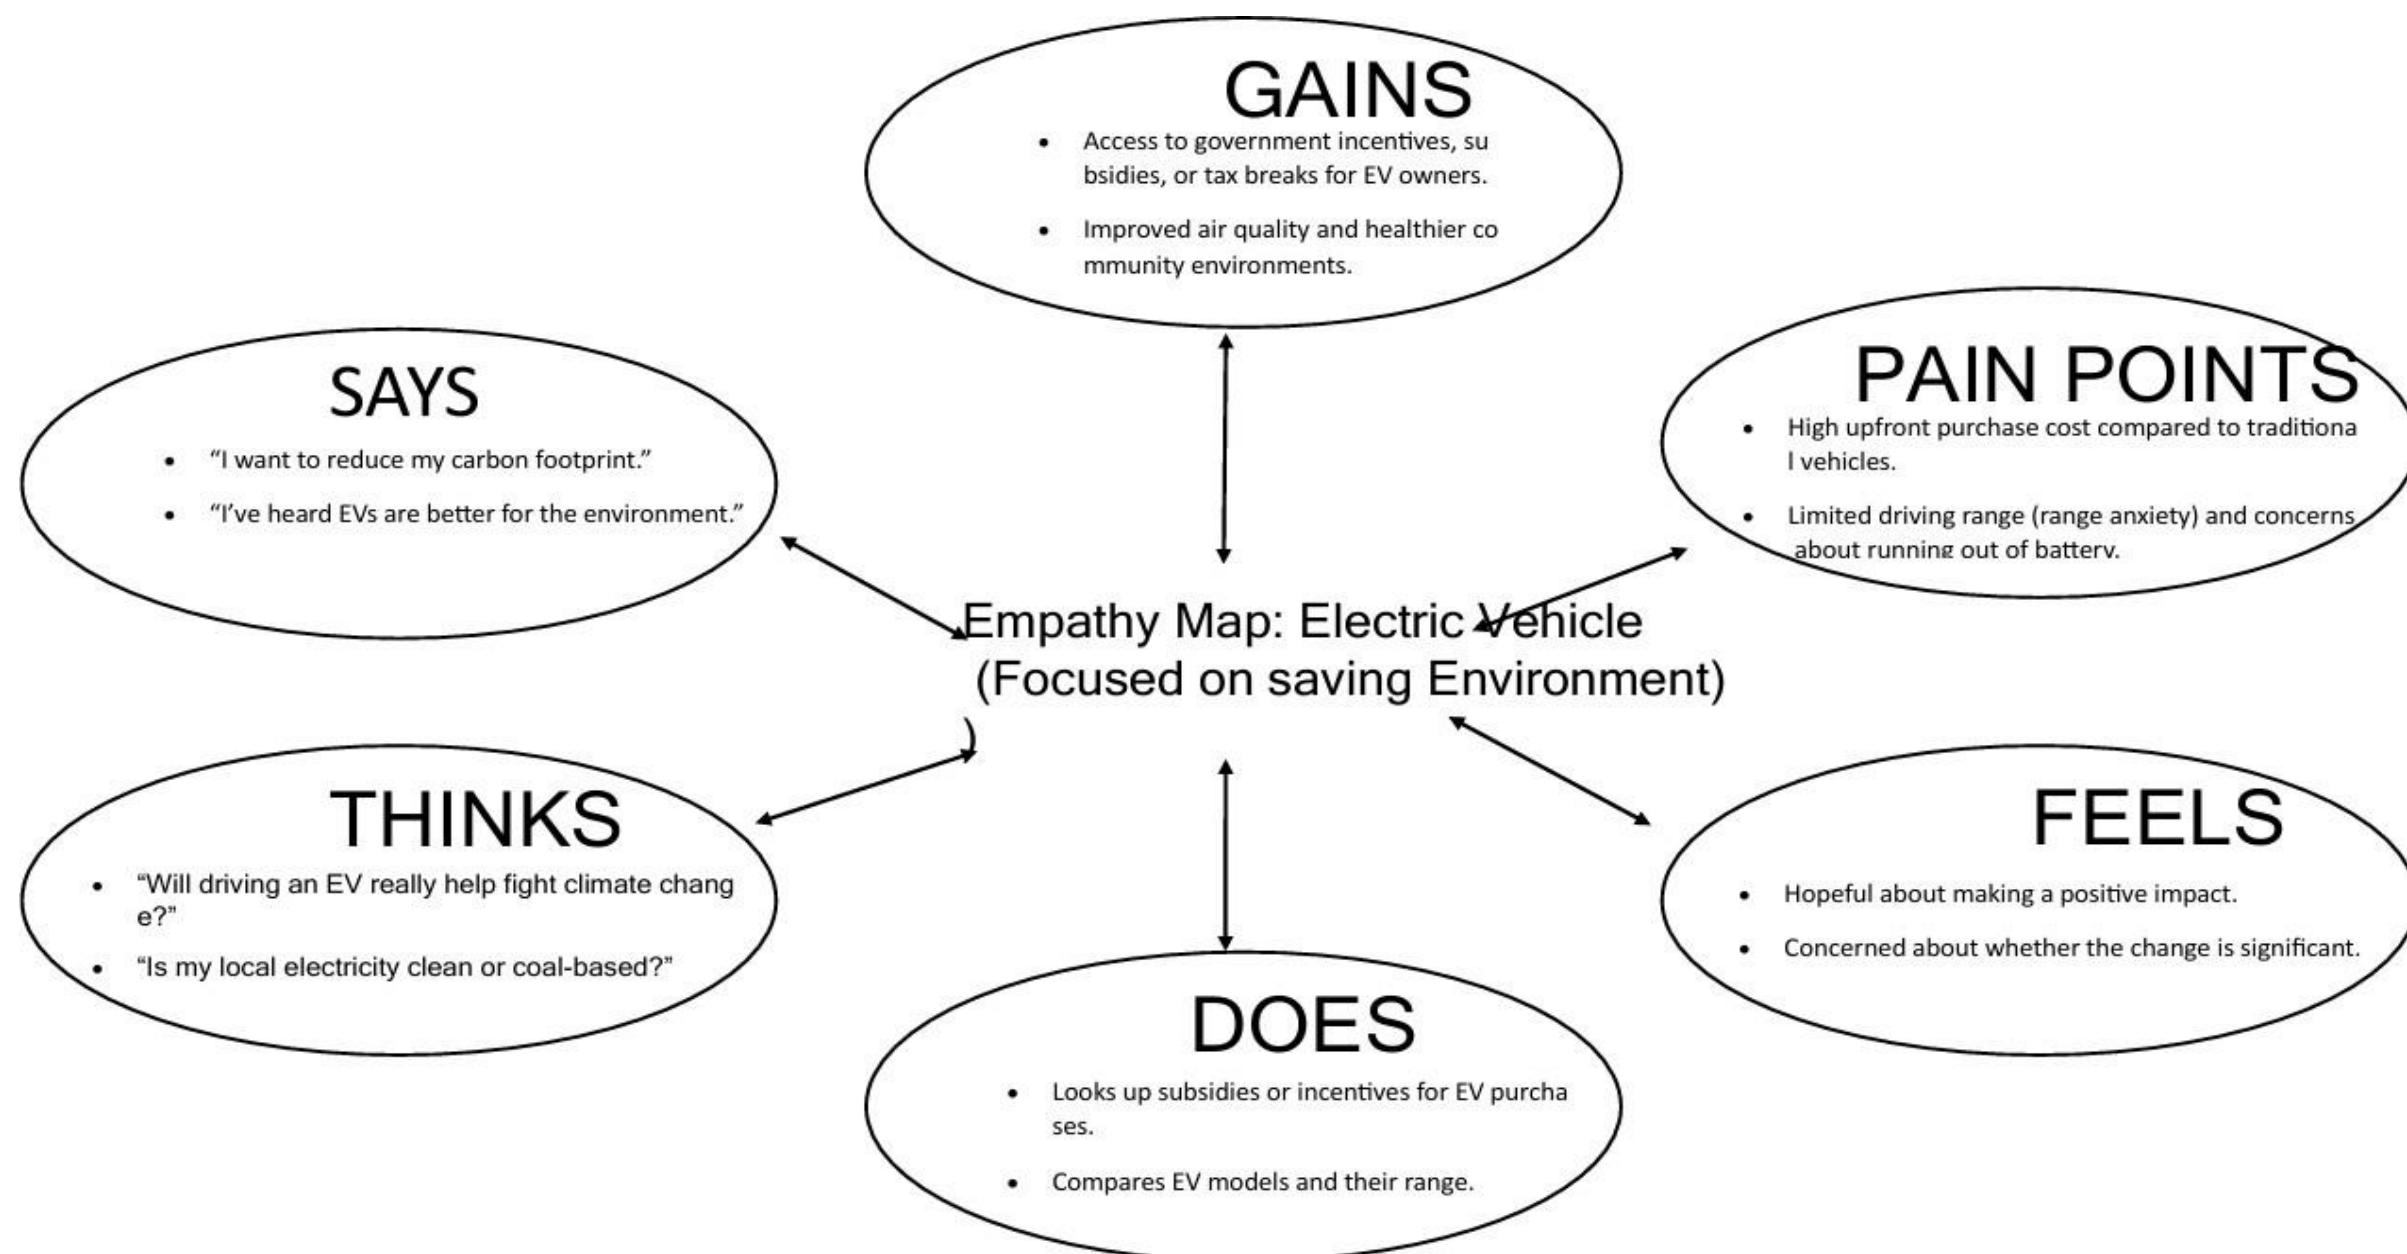 GAINS
• Access to government incentives, su
bsidies, or tax breaks for EV owners.
• Improved air quality and healthier co
mmunity environments.
SAYS
• “I want to reduce my carbon footprint.”
• “I’ve heard EVs are better for the environment.”
PAIN POINTS
• High upfront purchase cost compared to traditiona
l vehicles.
• Limited driving range (range anxiety) and concerns
about running out of battery.
Empathy Map: Electric Vehicle
(Focused on saving Environment)
)
THINKS
• “Will driving an EV really help fight climate chang
e?”
• “Is my local electricity clean or coal-based?”
FEELS
• Hopeful about making a positive impact.
• Concerned about whether the change is significant.
DOES
• Looks up subsidies or incentives for EV purcha
ses.
• Compares EV models and their range.